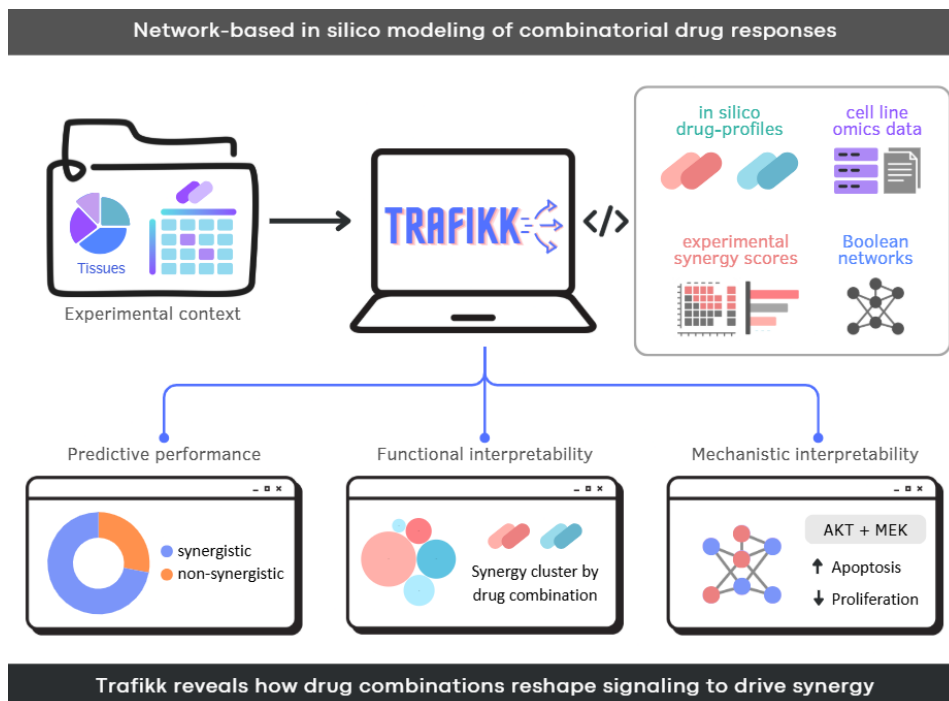 Network-based in silico modeling of combinatorial drug responses
Tissues
Experimental context
TRAFIKK
</>
in silico
drug-profiles
cell line
omics data
experimental
synergy scores
Boolean
networks
Predictive performance
synergistic
non-synergistic
Functional interpretability
Synergy cluster by
drug combination
Mechanistic interpretability
AKT + MEK
↑ Apoptosis
↓ Proliferation
Trafikk reveals how drug combinations reshape signaling to drive synergy